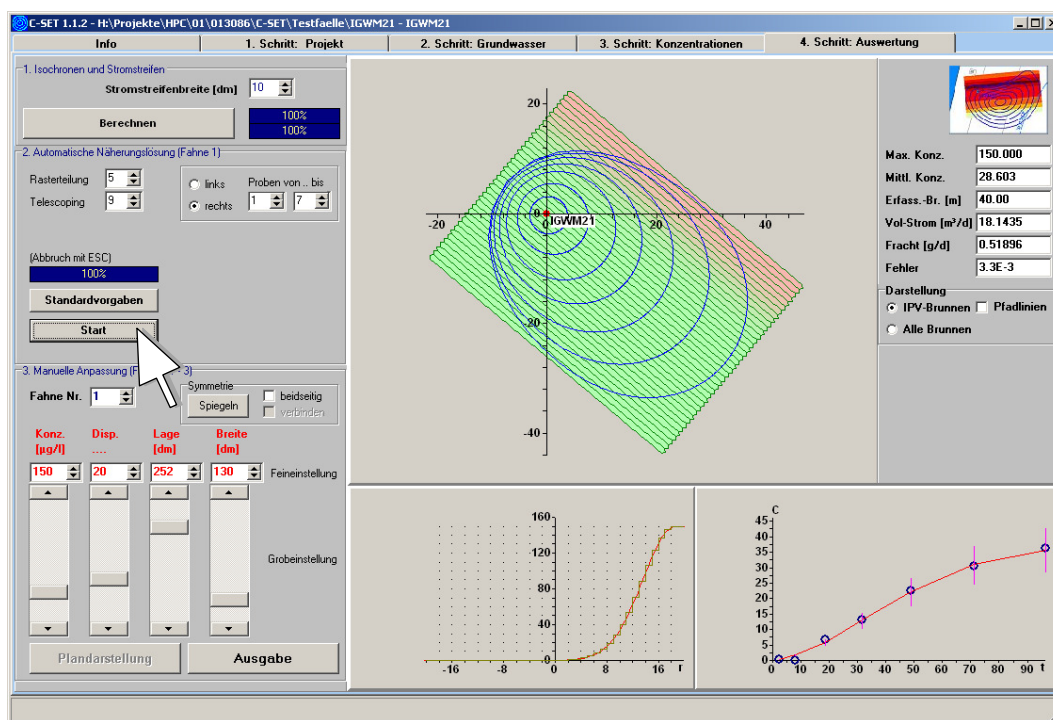 C-SET 1.1.2 - H:\Projekte\HPC\01\013086\C-SET\Testfaelle\IGWM21 - IGWM21
Info 1. Schritt: Projekt 2. Schritt: Grundwasser 3. Schritt: Konzentrationen 4. Schritt: Auswertung
1. Isochronen und Stromstreifen
Stromstreifenbreite [dm] 10
Berechnen
100%
100%
2. Automatische Näherungslösung (Fahne 1)
Rasterteilung 5
Telescoping 9
links
rechts
Proben von .. bis
1 7
(Abbruch mit ESC)
100%
Standardvorgaben
Start
3. Manuelle Anpassung (F - 3)
Fahne Nr. 1
Symmetrie
Spiegeln
beidseitig
verbinden
Konz. Disp. Lage Breite
[µg/l] .... [dm] [dm]
150 20 252 130 Feineinstellung
Grobeinstellung
Plandarstellung Ausgabe
20
-20 0 20 40
IGWM21
-20
-40
Max. Konz. 150.000
Mittl. Konz. 28.603
Erfass.-Br. [m] 40.00
Vol-Strom [m³/d] 18.1435
Fracht [g/d] 0.51896
Fehler 3.3E-3
Darstellung
IPV-Brunnen Pfadlinien
Alle Brunnen
160
120
80
40
0
-16 -8 0 8 16 r
C
45
40
35
30
25
20
15
10
5
0
0 10 20 30 40 50 60 70 80 90 t